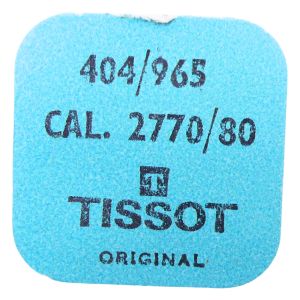 404/965
CAL. 2770/80
T
TISSOT
ORIGINAL